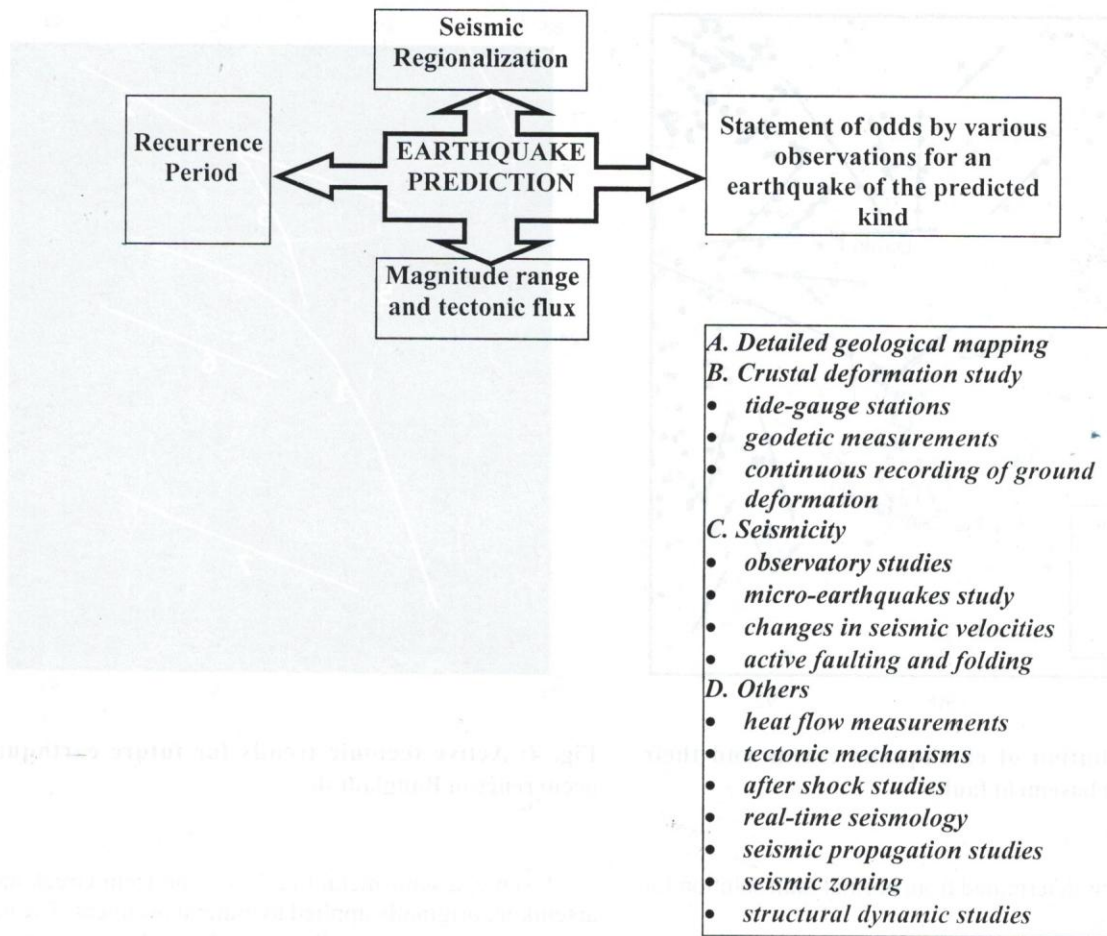 Seismic
Regionalization
Recurrence
Period
EARTHQUAKE
PREDICTION
Statement of odds by various
observations for an
earthquake of the predicted
kind
Magnitude range
and tectonic flux
A. Detailed geological mapping
B. Crustal deformation study
• tide-gauge stations
• geodetic measurements
• continuous recording of ground
deformation
C. Seismicity
• observatory studies
• micro-earthquakes study
• changes in seismic velocities
• active faulting and folding
D. Others
• heat flow measurements
• tectonic mechanisms
• after shock studies
• real-time seismology
• seismic propagation studies
• seismic zoning
• structural dynamic studies